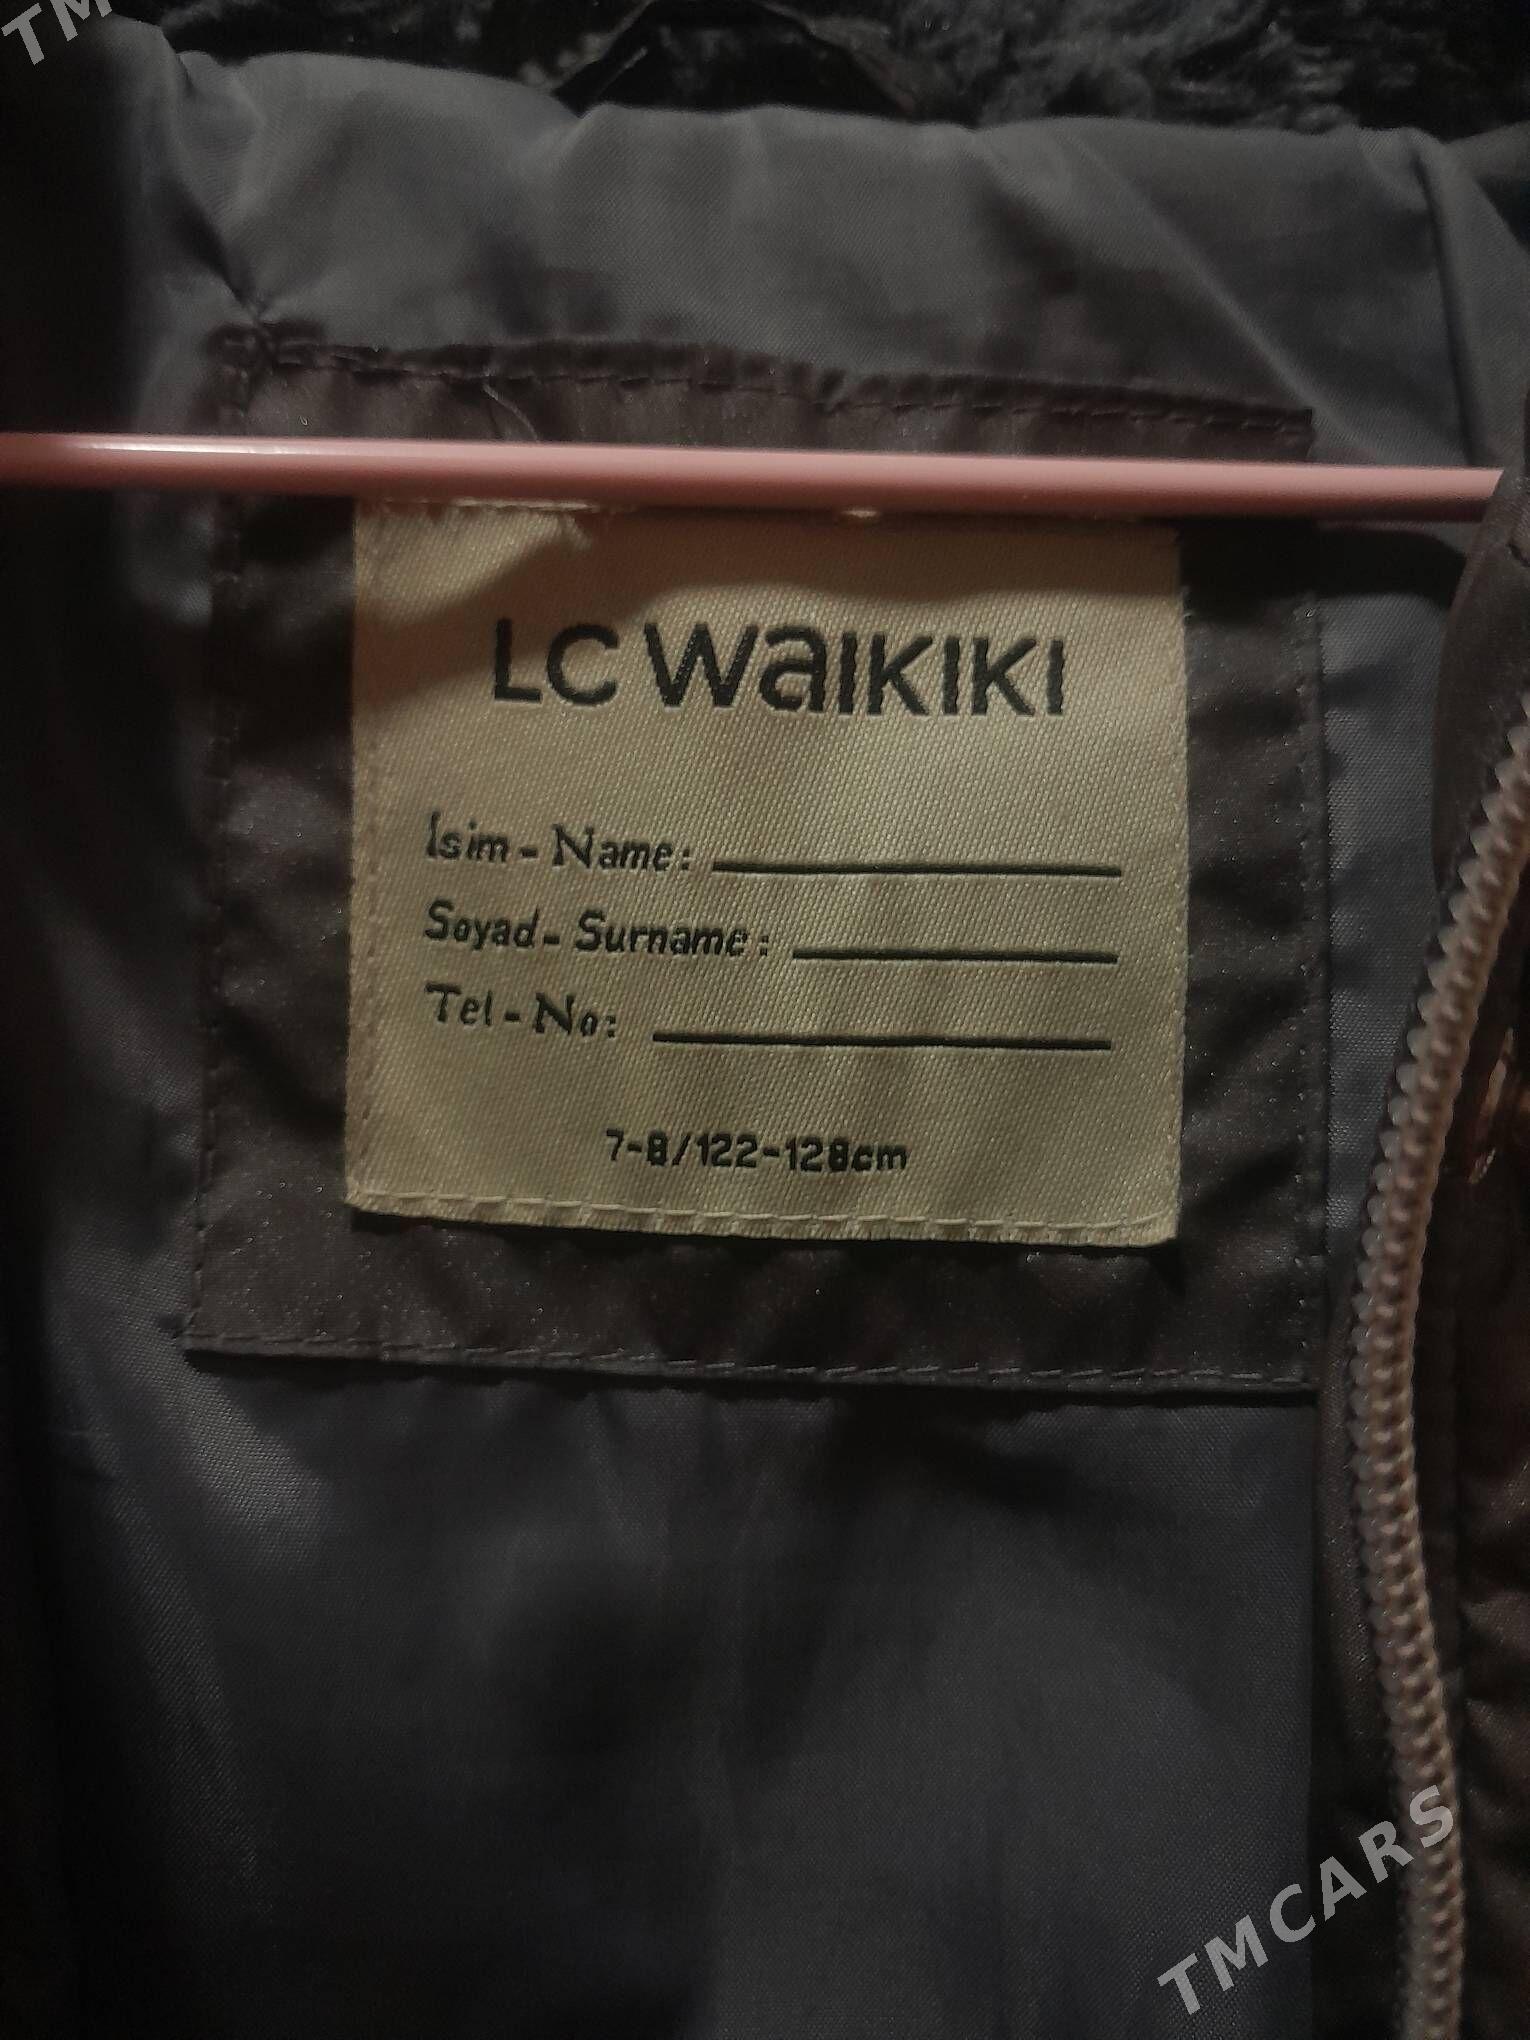 TM
LC WAIKIKI
Isim - Name:
Soyad - Surname:
Tel - No:
7-8/122-128cm
TMCARS